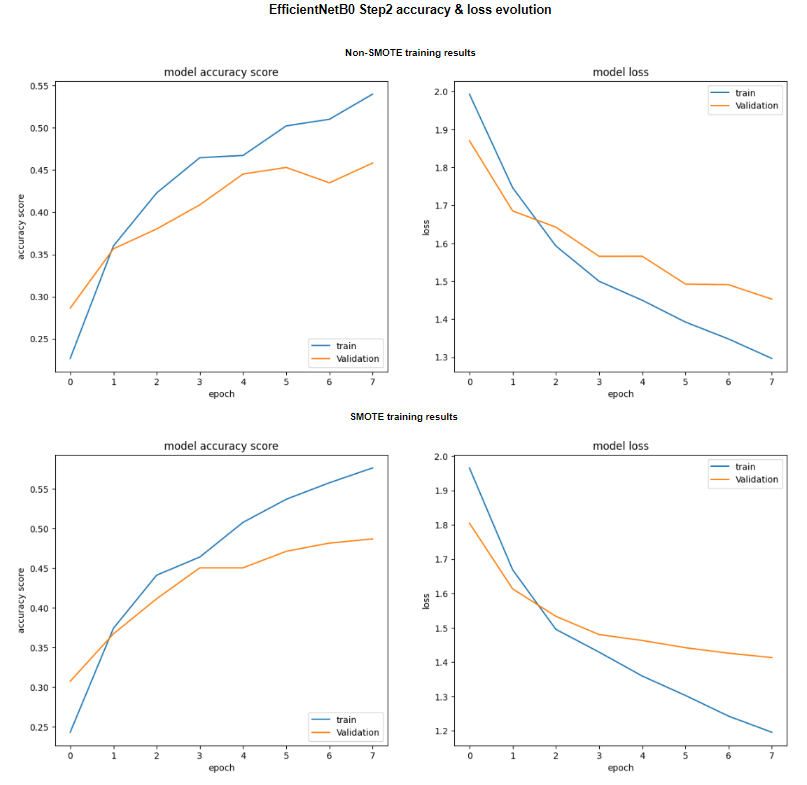 EfficientNetB0 Step2 accuracy & loss evolution
Non-SMOTE training results
model accuracy score
0.55
0.50
0.45
0.40
0.35
0.30
0.25
accuracy score
train
Validation
0 1 2 3 4 5 6 7
epoch
model loss
2.0
1.9
1.8
1.7
1.6
1.5
1.4
1.3
loss
train
Validation
0 1 2 3 4 5 6 7
epoch
SMOTE training results
model accuracy score
0.55
0.50
0.45
0.40
0.35
0.30
0.25
accuracy score
train
Validation
0 1 2 3 4 5 6 7
epoch
model loss
2.0
1.9
1.8
1.7
1.6
1.5
1.4
1.3
1.2
loss
train
Validation
0 1 2 3 4 5 6 7
epoch